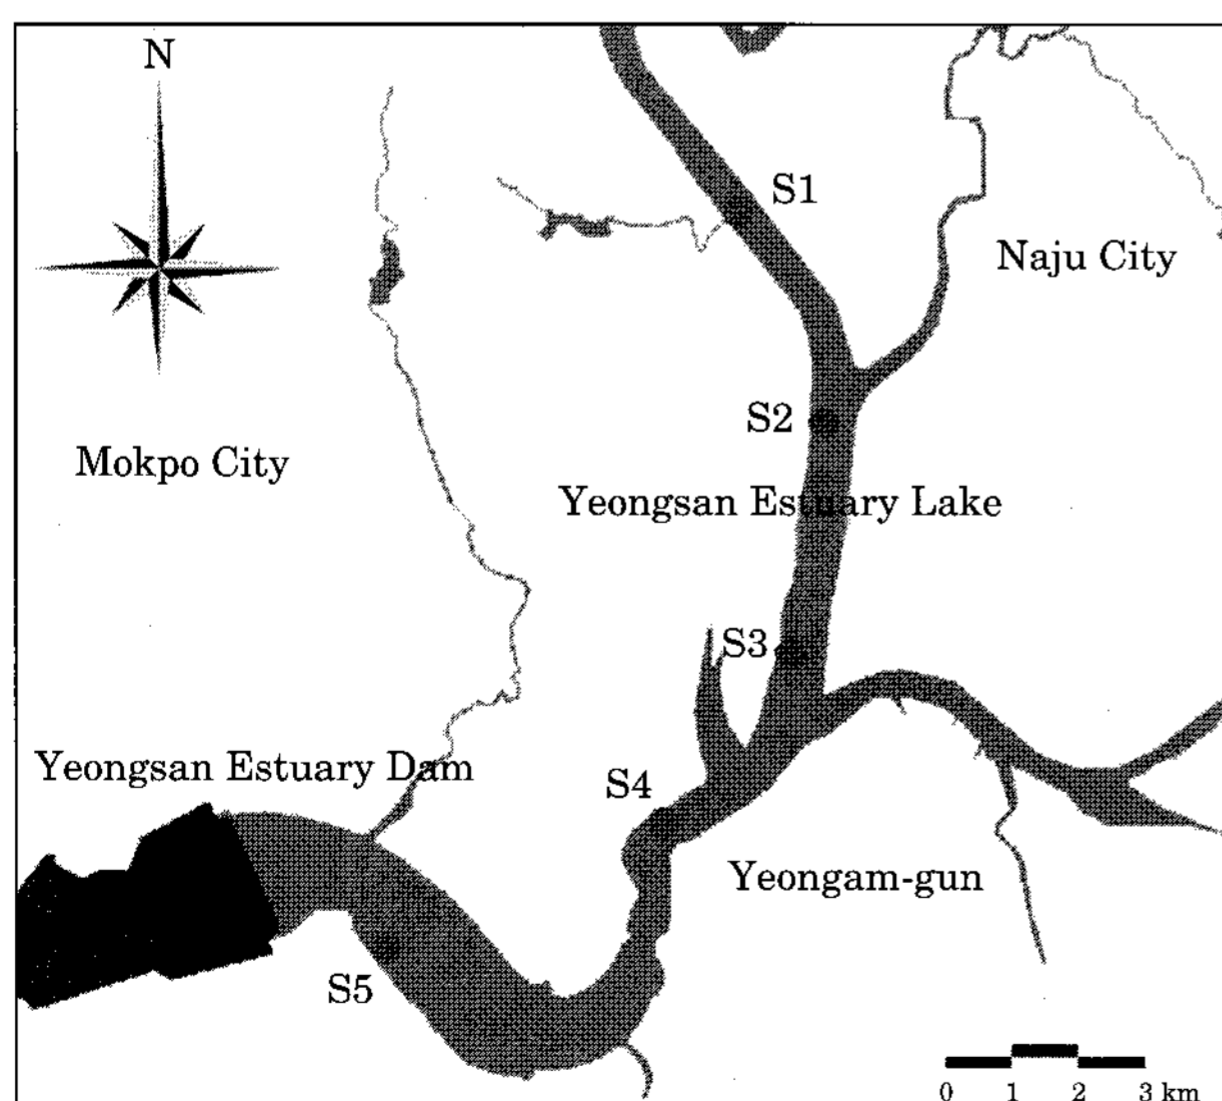 N
S1
Naju City
S2
Mokpo City
Yeongsan Estuary Lake
S3
Yeongsan Estuary Dam
S4
Yeongam-gun
S5
0 1 2 3 km